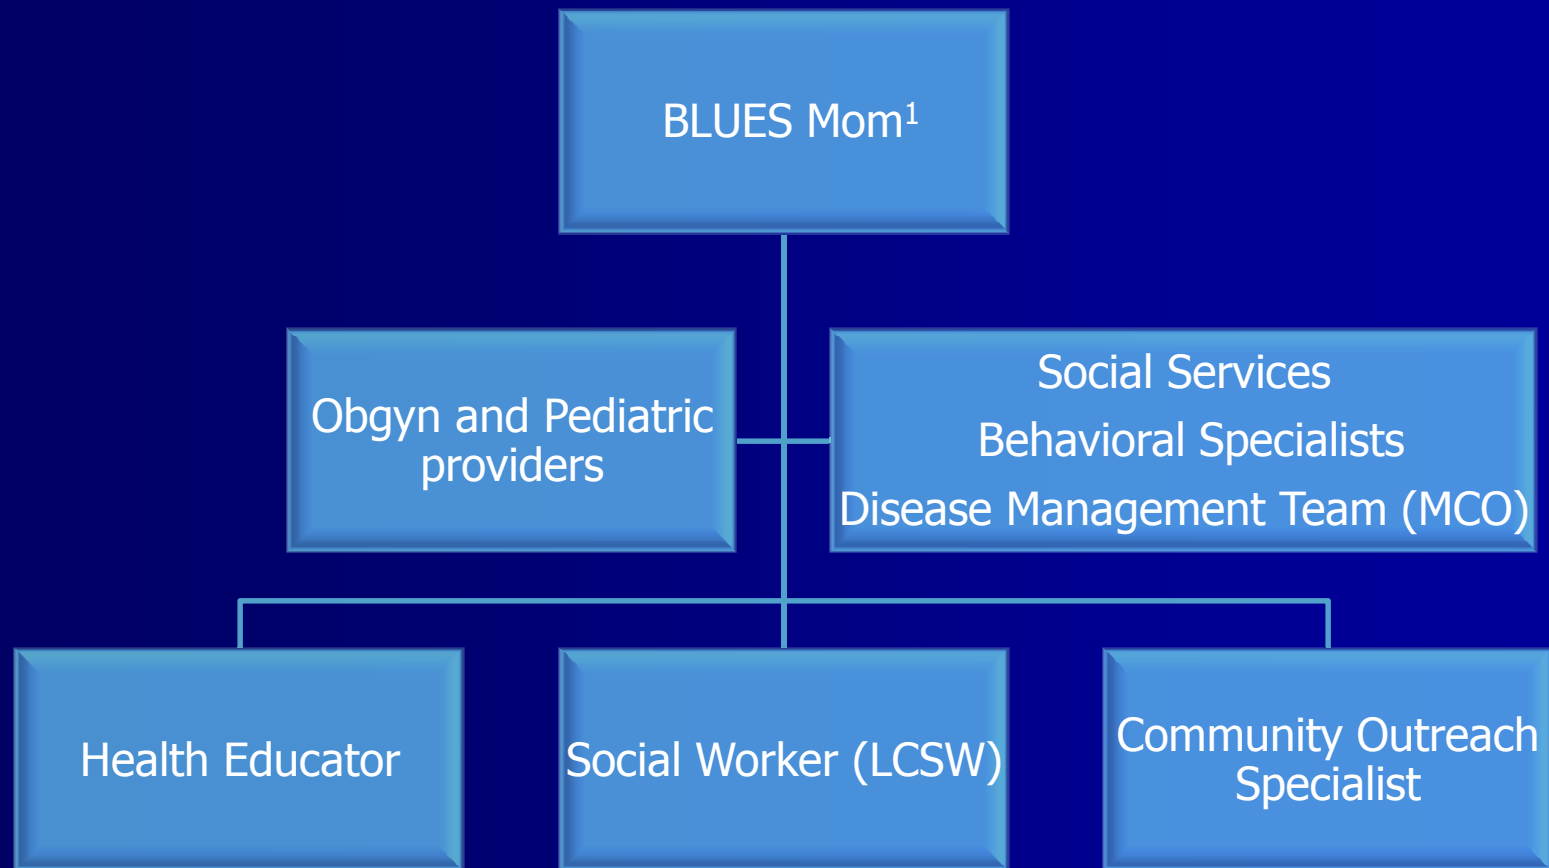 BLUES Mom¹
Obgyn and Pediatric
providers
Social Services
Behavioral Specialists
Disease Management Team (MCO)
Health Educator
Social Worker (LCSW)
Community Outreach
Specialist